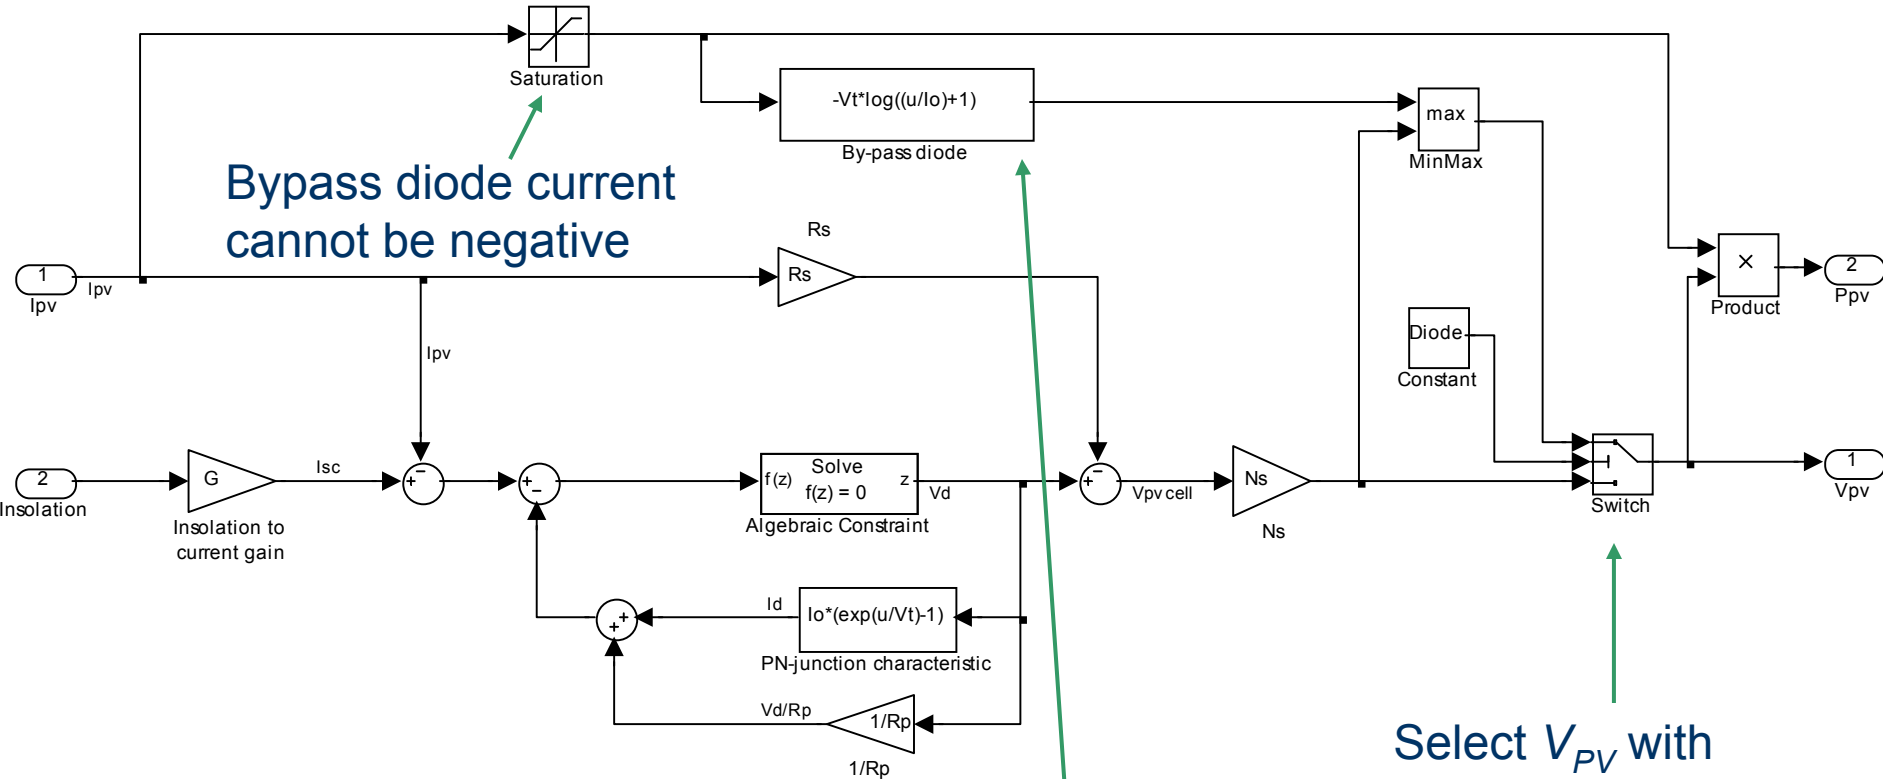 Saturation
-Vt*log((u/Io)+1)
By-pass diode
max
MinMax
Bypass diode current
cannot be negative
Rs
Rs
1
Ipv
Ipv
×
Product
2
Ppv
Diode
Constant
Ipv
2
Insolation
G
Insolation to
current gain
Isc
−
+
+
−
f(z)
Solve
f(z) = 0
z
Algebraic Constraint
Vd
−
+
Vpv cell
Ns
Ns
Switch
1
Vpv
Id
+
+
Io*(exp(u/Vt)-1)
PN-junction characteristic
Vd/Rp
1/Rp
1/Rp
Select VPV with